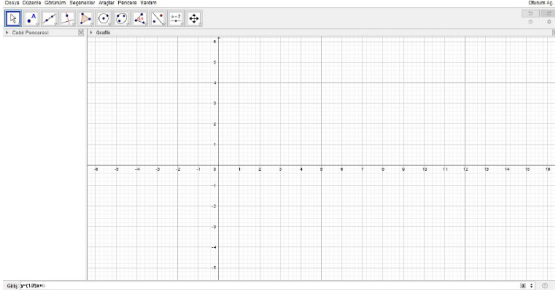 Dosya Düzenle Görünüm Seçenekler Araçlar Pencere Yardım
Oturum Aç
A
a=2
Cebir Penceresi
Grafik
6
5
4
3
2
1
-6 -5 -4 -3 -2 -1 0 1 2 3 4 5 6 7 8 9 10 11 12 13 14 15 16
-1
-2
-3
-4
-5
Giriş: